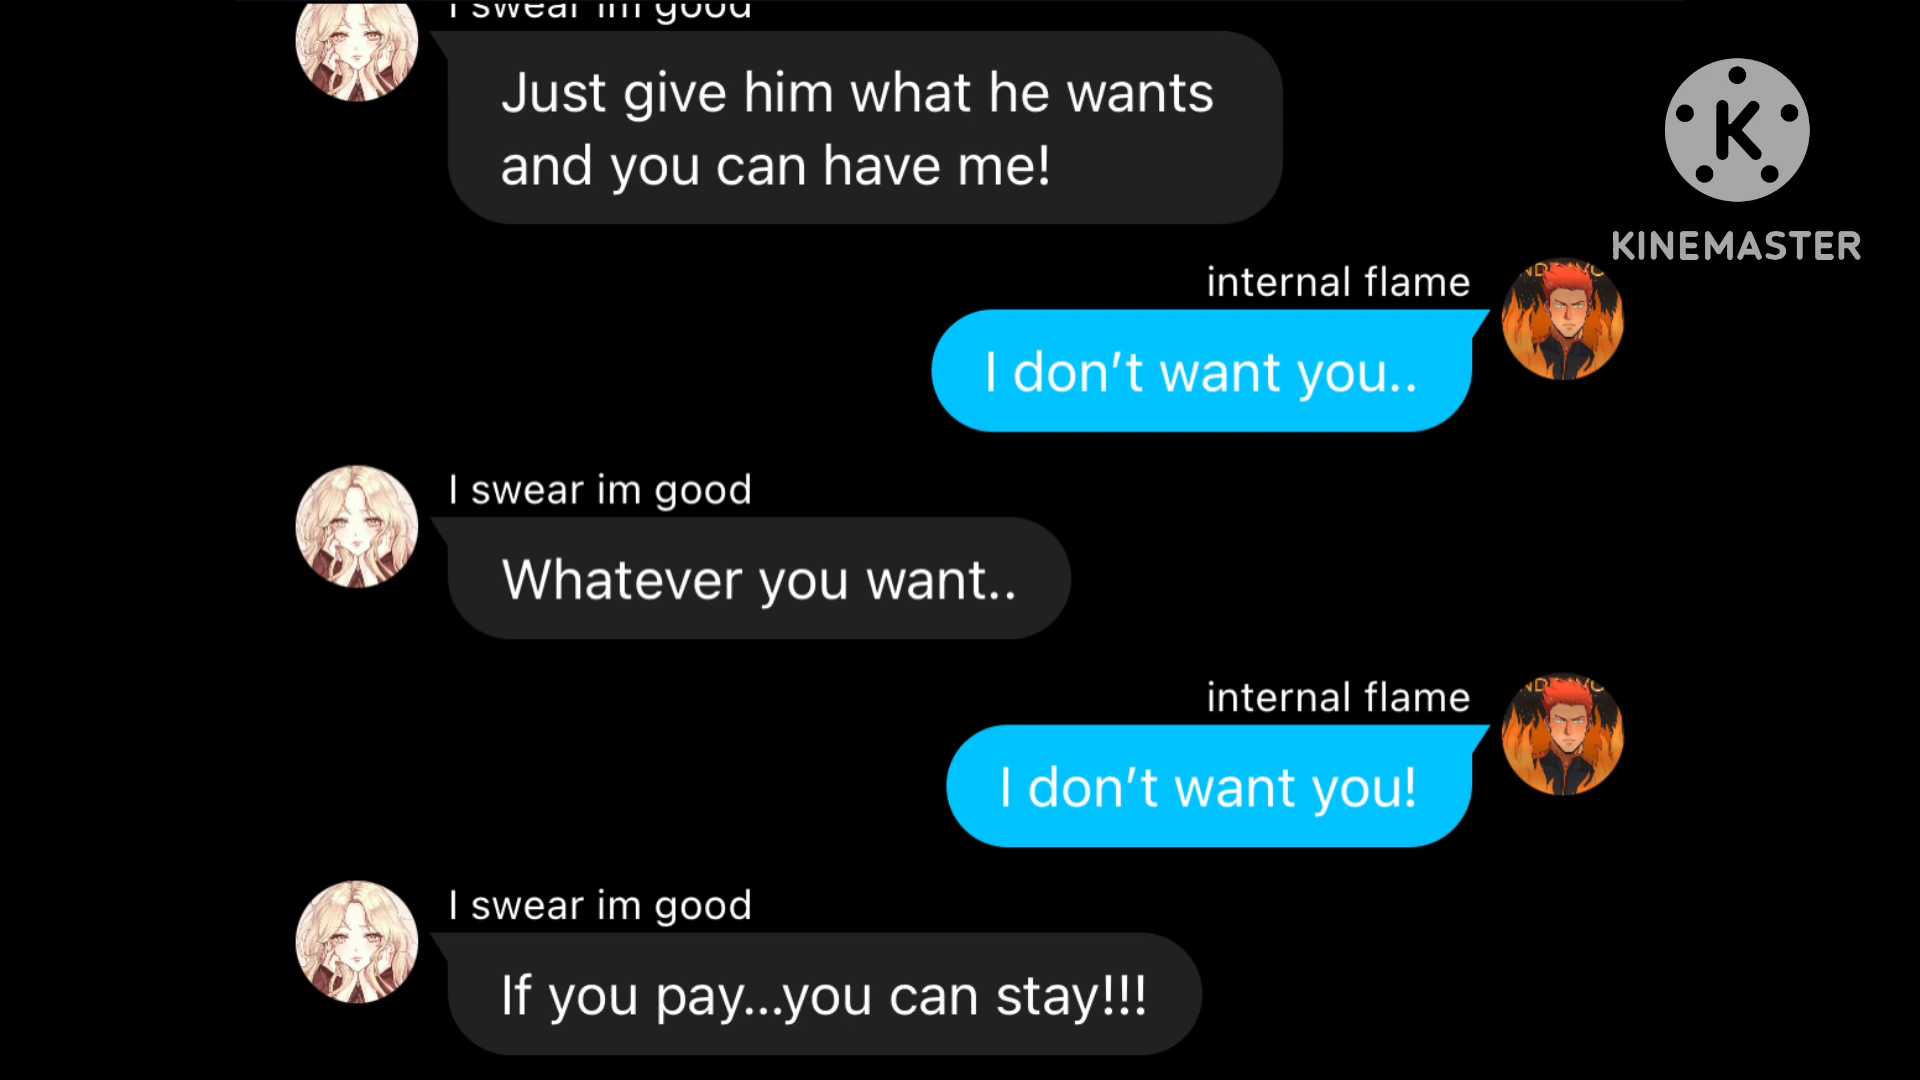 I swear im good
Just give him what he wants
and you can have me!
KINEMASTER
internal flame
I don’t want you..
I swear im good
Whatever you want..
internal flame
I don’t want you!
I swear im good
If you pay...you can stay!!!